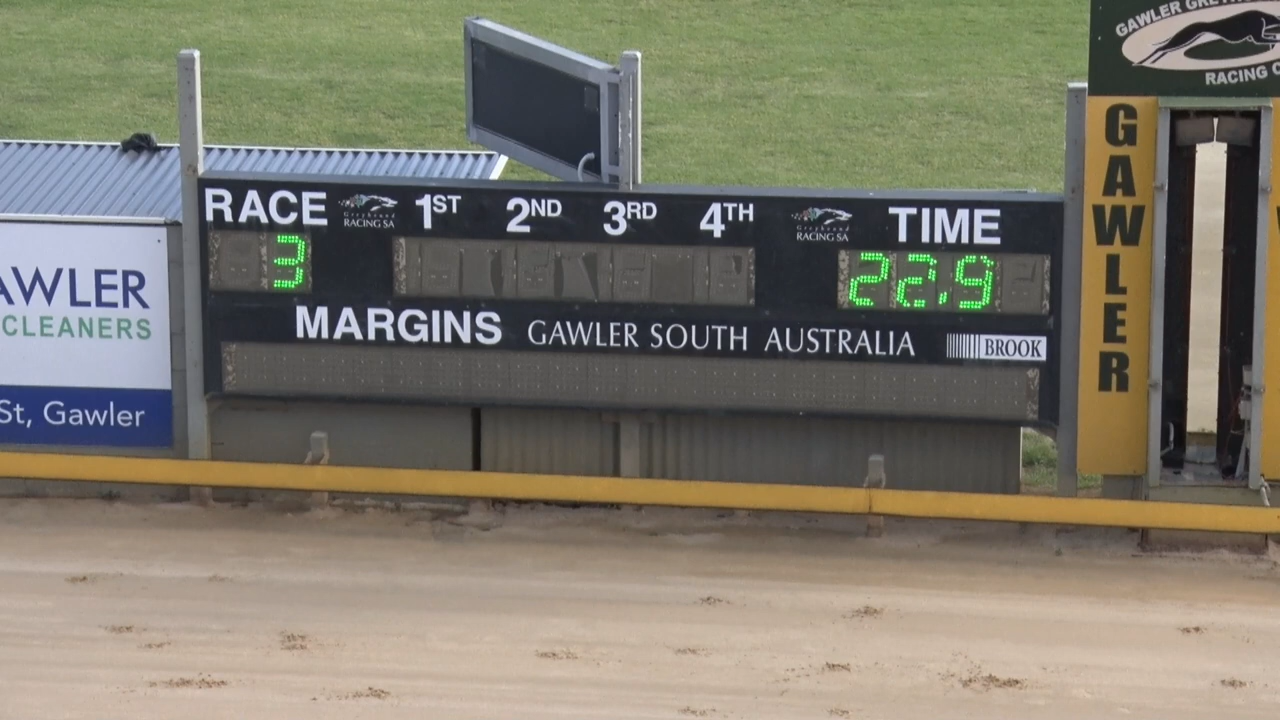 GAWLER GREYHO
RACING C
GAWLER
RACE
Greyhound
RACING SA
1ST 2ND 3RD 4TH
Greyhound
RACING SA
TIME
3
22.9
MARGINS
GAWLER SOUTH AUSTRALIA
BROOK
AWLER
CLEANERS
St, Gawler